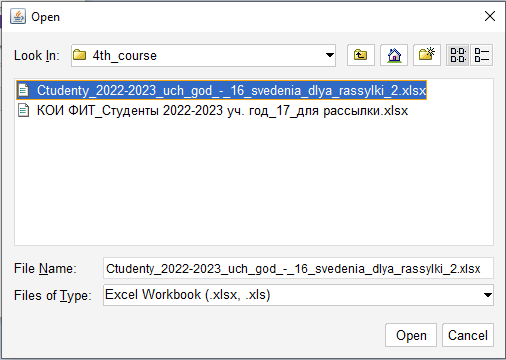 Open
Look In: 4th_course
Ctudenty_2022-2023_uch_god_-_16_svedenia_dlya_rassylki_2.xlsx
КОИ ФИТ_Студенты 2022-2023 уч. год_17_для рассылки.xlsx
File Name: Ctudenty_2022-2023_uch_god_-_16_svedenia_dlya_rassylki_2.xlsx
Files of Type: Excel Workbook (.xlsx, .xls)
Open Cancel